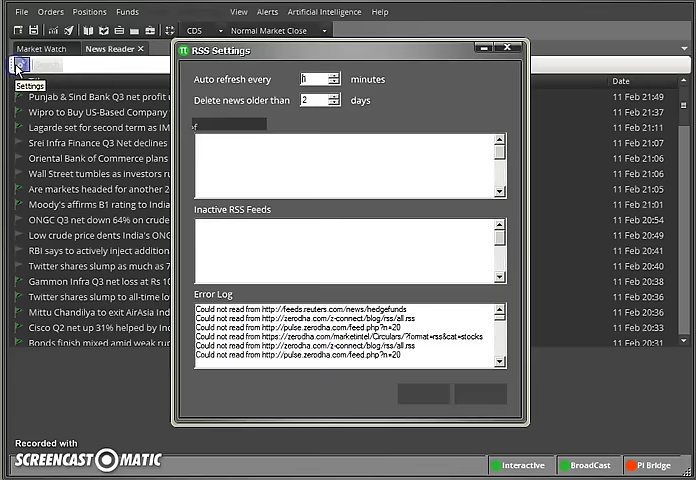 File Orders Positions Funds View Alerts Artificial Intelligence Help
CDS Normal Market Close
Market Watch News Reader
RSS Settings
Settings
Date
Auto refresh every 1 minutes
Delete news older than 2 days
Inactive RSS Feeds
Error Log
Could not read from http://feeds.reuters.com/news/hedgefunds
Could not read from http://zerodha.com/z-connect/blog/rss/all.rss
Could not read from http://pulse.zerodha.com/feed.php?n=20
Could not read from https://zerodha.com/marketintel/Circulars/?format=rss&cat=stocks
Could not read from http://zerodha.com/z-connect/blog/rss/all.rss
Could not read from http://pulse.zerodha.com/feed.php?n=20
Punjab & Sind Bank Q3 net profit 11 Feb 21:49
Wipro to Buy US-Based Company 11 Feb 21:37
Lagarde set for second term as IM 11 Feb 21:11
Srei Infra Finance Q3 Net declines 11 Feb 21:07
Oriental Bank of Commerce plans 11 Feb 21:06
Wall Street tumbles as investors r 11 Feb 21:06
Are markets headed for another 2 11 Feb 21:05
Moody's affirms B1 rating to India 11 Feb 21:01
ONGC Q3 net down 64% on crude 11 Feb 20:54
Low crude price dents India's ONG 11 Feb 20:49
RBI says to actively inject addition 11 Feb 20:41
Twitter shares slump as much as 7 11 Feb 20:40
Gammon Infra Q3 net loss at Rs 10 11 Feb 20:38
Twitter shares slump to all-time lo 11 Feb 20:36
Mittu Chandilya to exit AirAsia Ind 11 Feb 20:36
Cisco Q2 net up 31% helped by Ind 11 Feb 20:33
Bonds finish mixed amid weak ru 11 Feb 20:31
Recorded with
SCREENCAST-O-MATIC
Interactive BroadCast PI Bridge